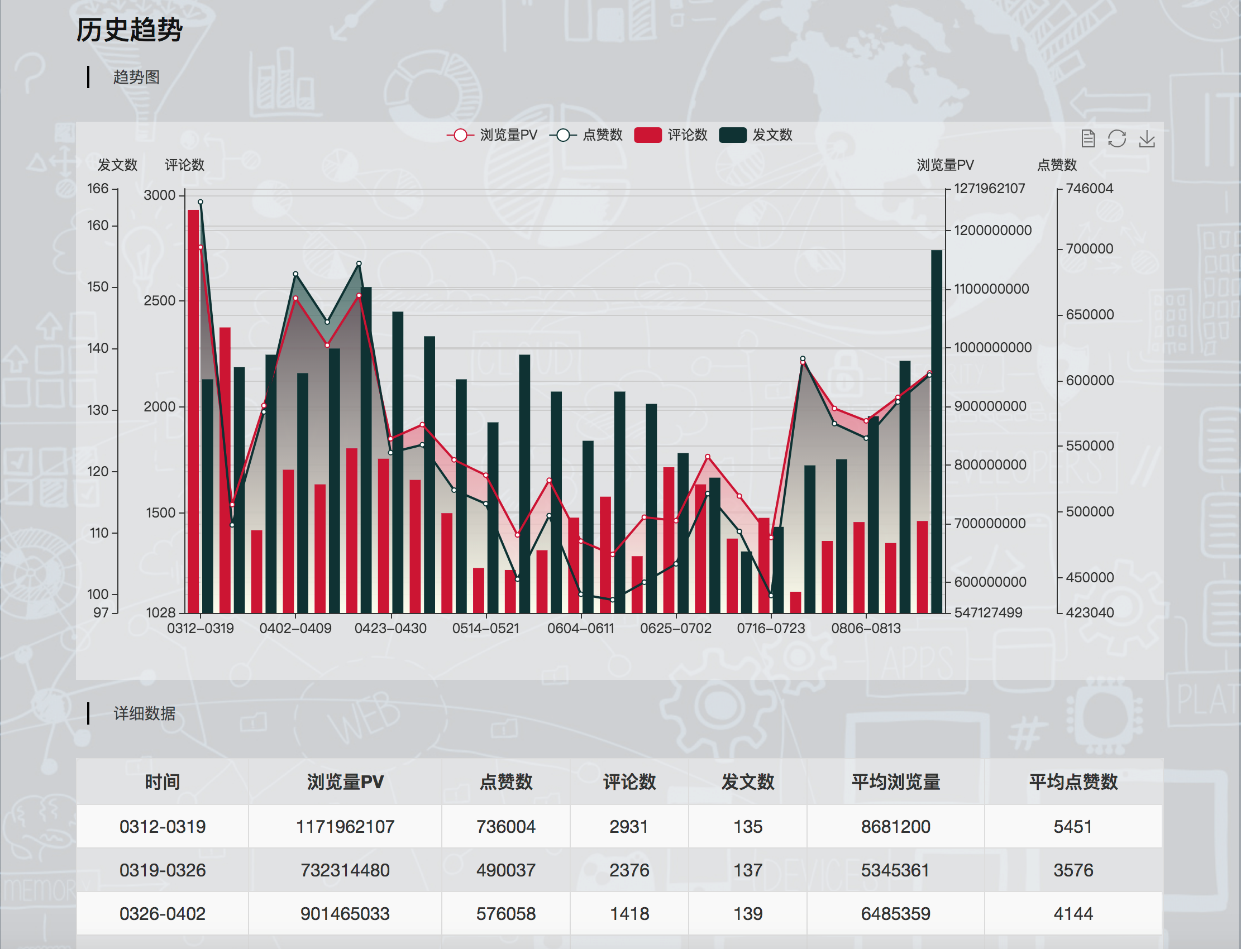 历史趋势
趋势图
浏览量PV 点赞数 评论数 发文数
发文数 评论数 浏览量PV 点赞数
166 3000 1271962107 746004
160 1200000000 700000
150 2500 1100000000 650000
140 1000000000 600000
130 2000 900000000 550000
120 800000000 500000
110 1500 700000000 450000
100 600000000
97 1028 547127499 423040
0312–0319 0402–0409 0423–0430 0514–0521 0604–0611 0625–0702 0716–0723 0806–0813
详细数据
时间 浏览量PV 点赞数 评论数 发文数 平均浏览量 平均点赞数
0312-0319 1171962107 736004 2931 135 8681200 5451
0319-0326 732314480 490037 2376 137 5345361 3576
0326-0402 901465033 576058 1418 139 6485359 4144
WEB
APPS
PLAT
DEVICES
MEMOR
IT
#